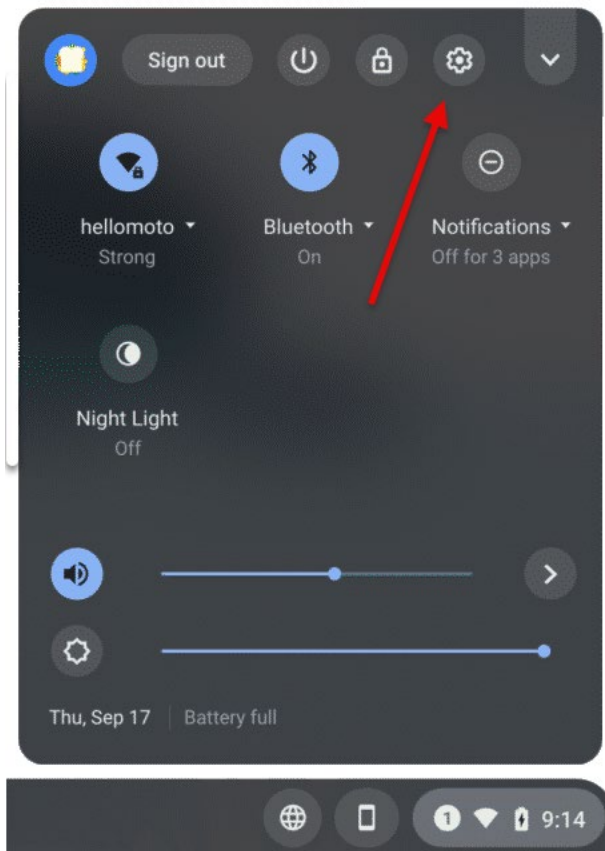 Sign out
hellomoto
Bluetooth
Notifications
Strong
On
Off for 3 apps
Night Light
Off
Thu, Sep 17
Battery full
1
9:14